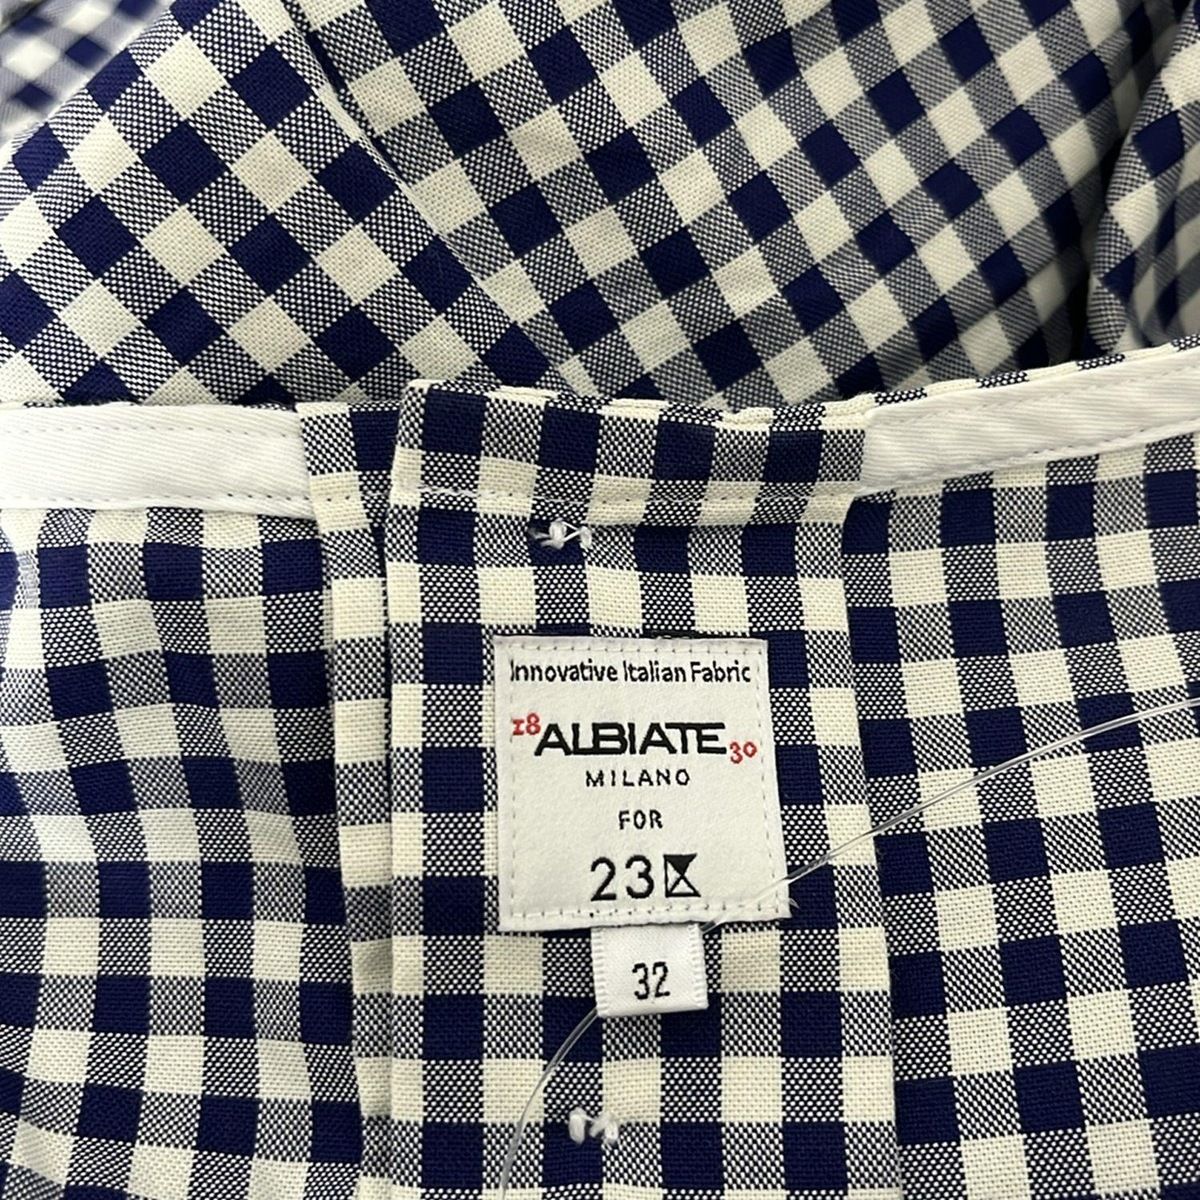 Innovative Italian Fabric
18 ALBIATE 30
MILANO
FOR
23
32